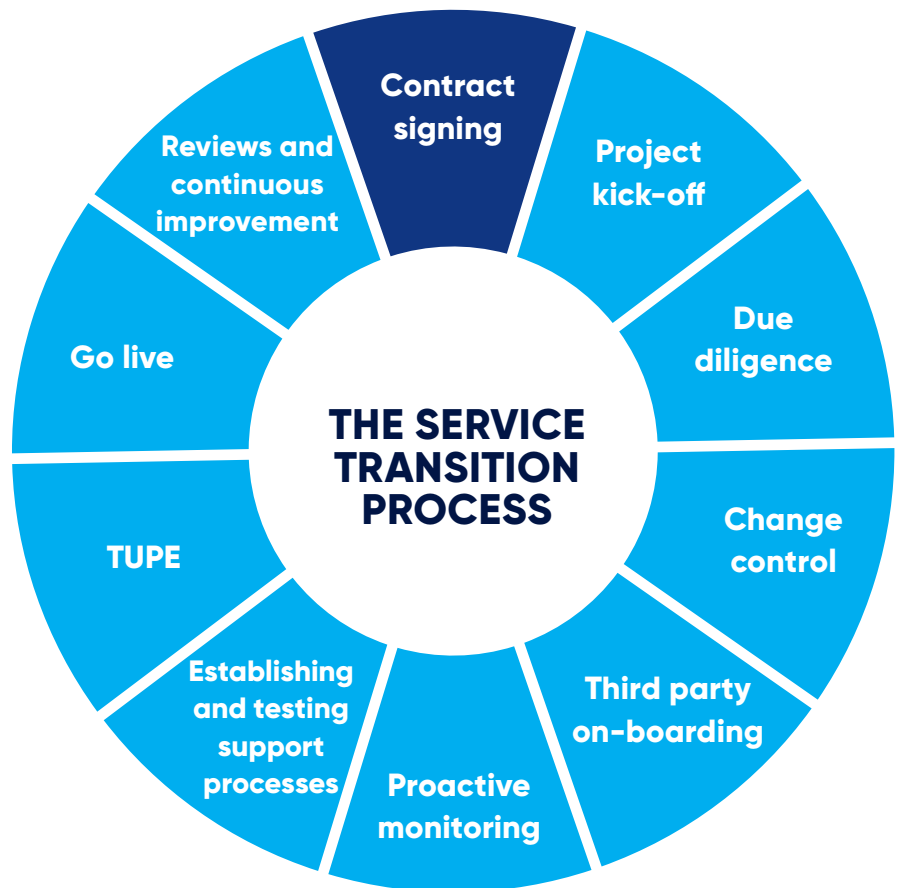 Contract
signing
Project
kick-off
Due
diligence
Change
control
Third party
on-boarding
Proactive
monitoring
Establishing
and testing
support
processes
TUPE
Go live
Reviews and
continuous
improvement
THE SERVICE
TRANSITION
PROCESS